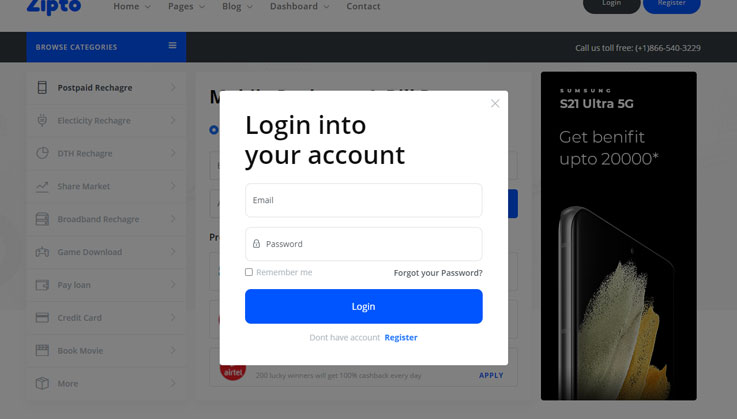 Zipto
Home
Pages
Blog
Dashboard
Contact
Login
Register
BROWSE CATEGORIES
Call us toll free: (+1)866-540-3229
Postpaid Rechagre
Electicity Rechagre
DTH Rechagre
Share Market
Broadband Rechagre
Game Download
Pay loan
Credit Card
Book Movie
More
Login into
your account
Email
Password
Remember me
Forgot your Password?
Login
Dont have account Register
airtel
200 lucky winners will get 100% cashback every day
APPLY
SUMSUNG
S21 Ultra 5G
Get benifit
upto 20000*